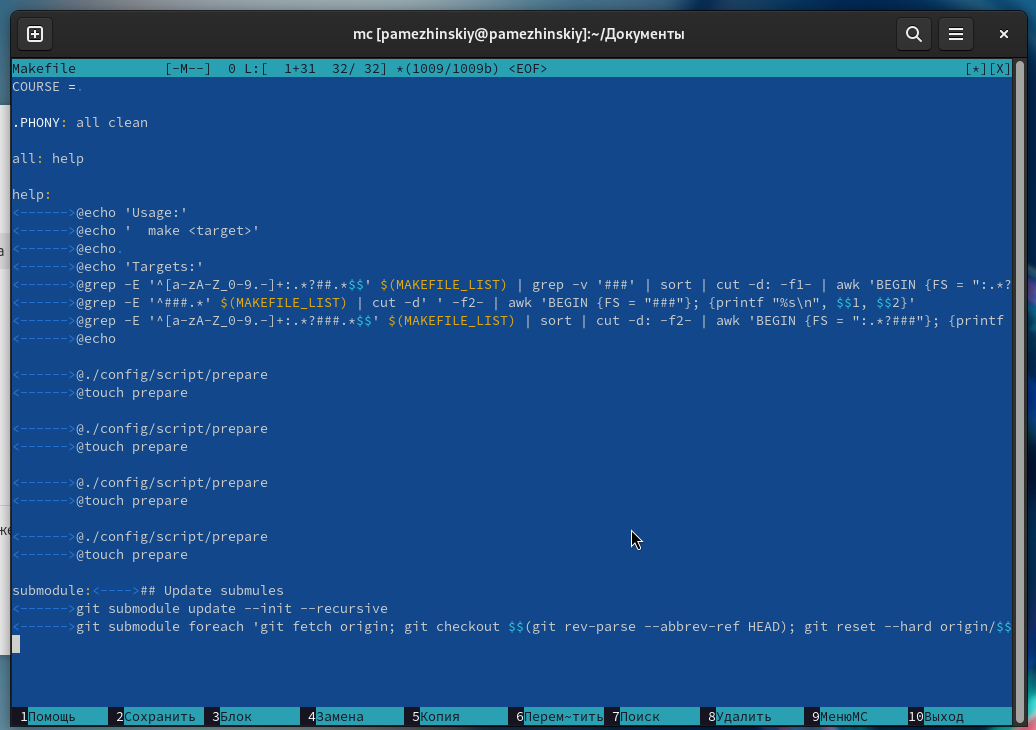 mc [pamezhinskiy@pamezhinskiy]:~/Документы
Makefile [-M--] 0 L:[ 1+31 32/ 32] *(1009/1009b) <EOF> [*][X]
COURSE =.
.PHONY: all clean
all: help
help:
<------>@echo 'Usage:'
<------>@echo '  make <target>'
<------>@echo.
<------>@echo 'Targets:'
<------>@grep -E '^[a-zA-Z_0-9.-]+:.*?##.*$$' $(MAKEFILE_LIST) | grep -v '###' | sort | cut -d: -f1- | awk 'BEGIN {FS = ":.*?
<------>@grep -E '^###.*' $(MAKEFILE_LIST) | cut -d' ' -f2- | awk 'BEGIN {FS = "###"}; {printf "%s\n", $$1, $$2}'
<------>@grep -E '^[a-zA-Z_0-9.-]+:.*?###.*$$' $(MAKEFILE_LIST) | sort | cut -d: -f2- | awk 'BEGIN {FS = ":.*?###"}; {printf
<------>@echo
<------>@./config/script/prepare
<------>@touch prepare
<------>@./config/script/prepare
<------>@touch prepare
<------>@./config/script/prepare
<------>@touch prepare
<------>@./config/script/prepare
<------>@touch prepare
submodule:<---->## Update submules
<------>git submodule update --init --recursive
<------>git submodule foreach 'git fetch origin; git checkout $$(git rev-parse --abbrev-ref HEAD); git reset --hard origin/$$
1Помощь 2Сохранить 3Блок 4Замена 5Копия 6Перем~тить 7Поиск 8Удалить 9МенюMC 10Выход